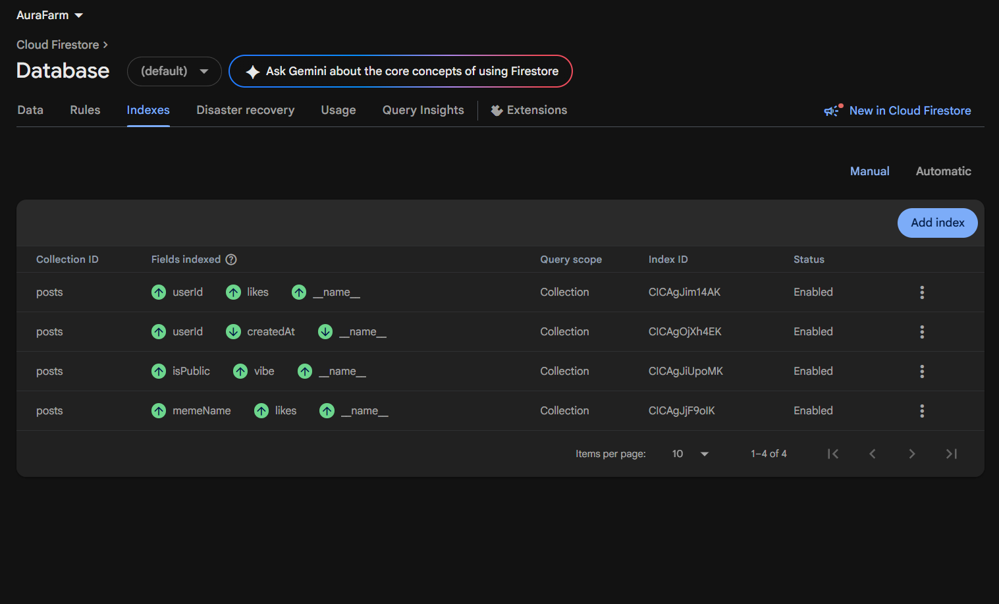 AuraFarm
Cloud Firestore
Database (default) Ask Gemini about the core concepts of using Firestore
Data Rules Indexes Disaster recovery Usage Query Insights Extensions New in Cloud Firestore
Manual Automatic
Add index
Collection ID Fields indexed Query scope Index ID Status
posts userId likes __name__ Collection CICAgJim14AK Enabled
posts userId createdAt __name__ Collection CICAgOjXh4EK Enabled
posts isPublic vibe __name__ Collection CICAgJiUpoMK Enabled
posts memeName likes __name__ Collection CICAgJjF9oIK Enabled
Items per page: 10 1–4 of 4